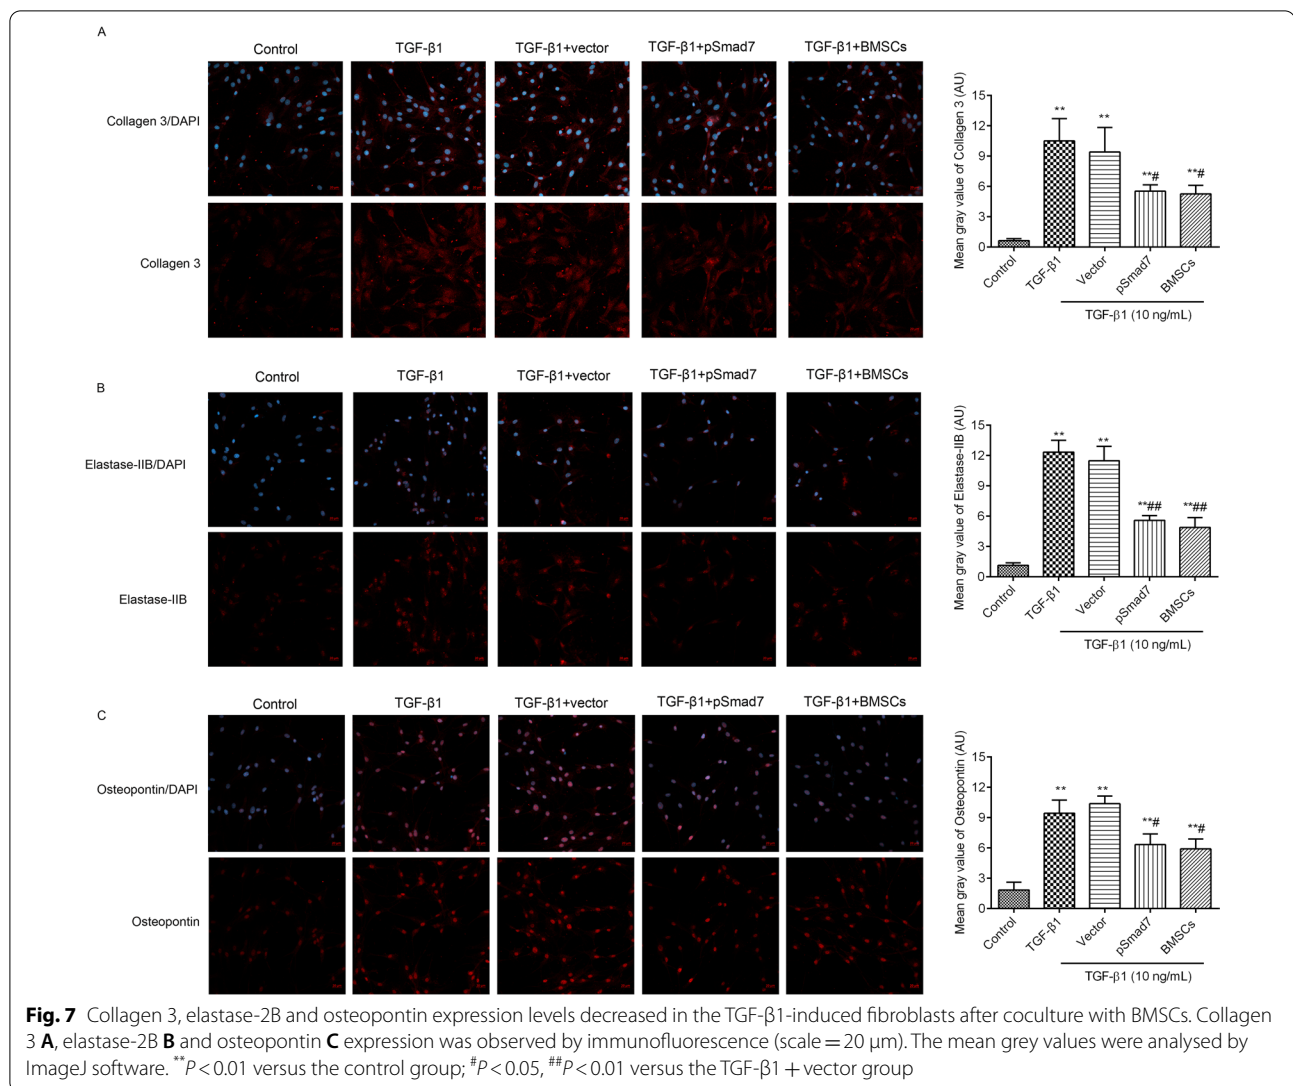 A
Control
TGF-β1
TGF-β1+vector
TGF-β1+pSmad7
TGF-β1+BMSCs
Collagen 3/DAPI
Collagen 3
Mean gray value of Collagen 3 (AU)
15
12
9
6
3
0
**
**
**#
**#
Control
TGF-β1
Vector
pSmad7
BMSCs
TGF-β1 (10 ng/mL)
B
Control
TGF-β1
TGF-β1+vector
TGF-β1+pSmad7
TGF-β1+BMSCs
Elastase-IIB/DAPI
Elastase-IIB
Mean gray value of Elastase-IIB (AU)
15
12
9
6
3
0
**
**
**##
**##
Control
TGF-β1
Vector
pSmad7
BMSCs
TGF-β1 (10 ng/mL)
C
Control
TGF-β1
TGF-β1+vector
TGF-β1+pSmad7
TGF-β1+BMSCs
Osteopontin/DAPI
Osteopontin
Mean gray value of Osteopontin (AU)
15
12
9
6
3
0
**
**
**#
**#
Control
TGF-β1
Vector
pSmad7
BMSCs
TGF-β1 (10 ng/mL)
Fig. 7 Collagen 3, elastase-2B and osteopontin expression levels decreased in the TGF-β1-induced fibroblasts after coculture with BMSCs. Collagen
3 A, elastase-2B B and osteopontin C expression was observed by immunofluorescence (scale = 20 μm). The mean grey values were analysed by
ImageJ software. **P < 0.01 versus the control group; #P < 0.05, ##P < 0.01 versus the TGF-β1 + vector group